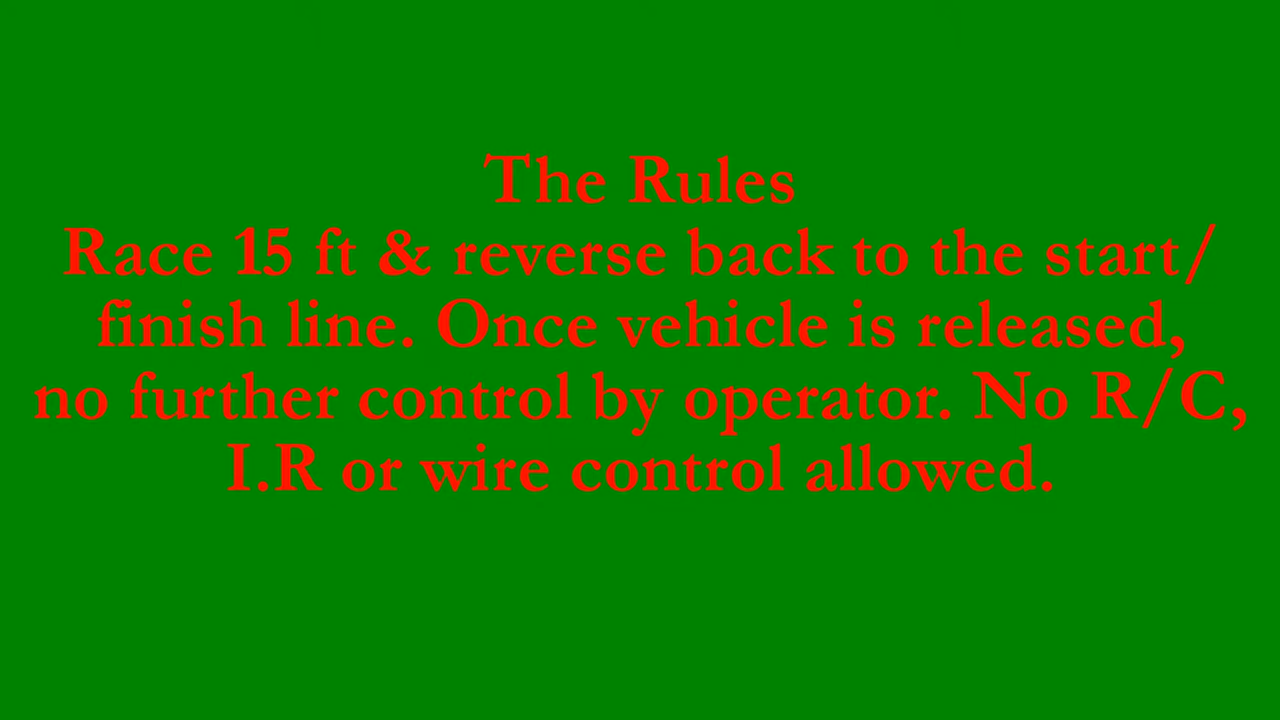 The Rules
Race 15 ft & reverse back to the start/
finish line. Once vehicle is released,
no further control by operator. No R/C,
I.R or wire control allowed.